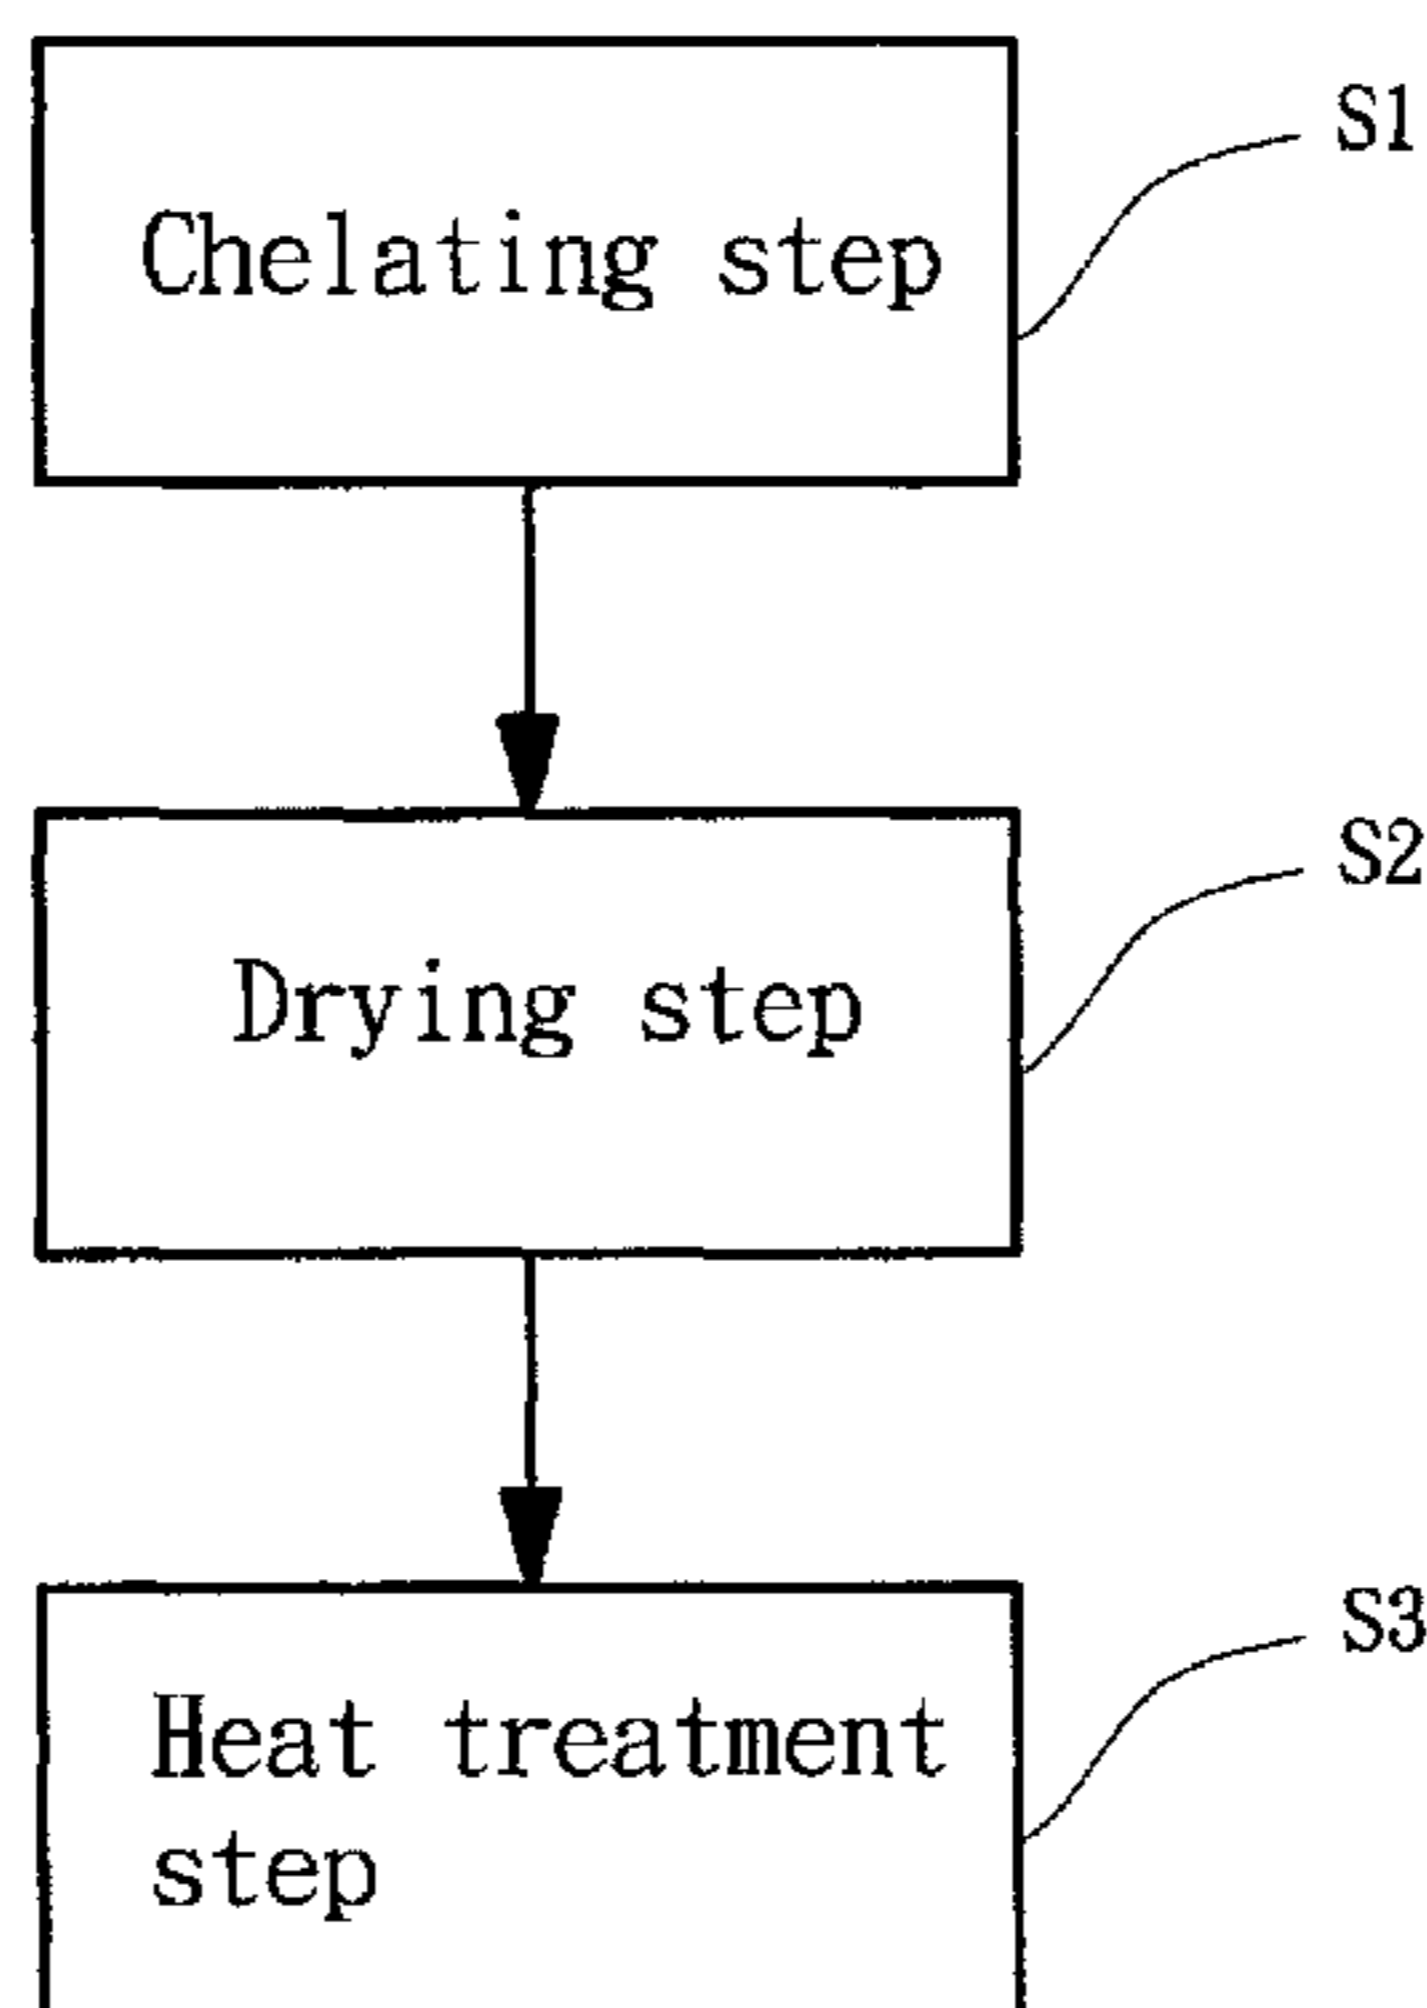 S1
Chelating step
S2
Drying step
S3
Heat treatment
step